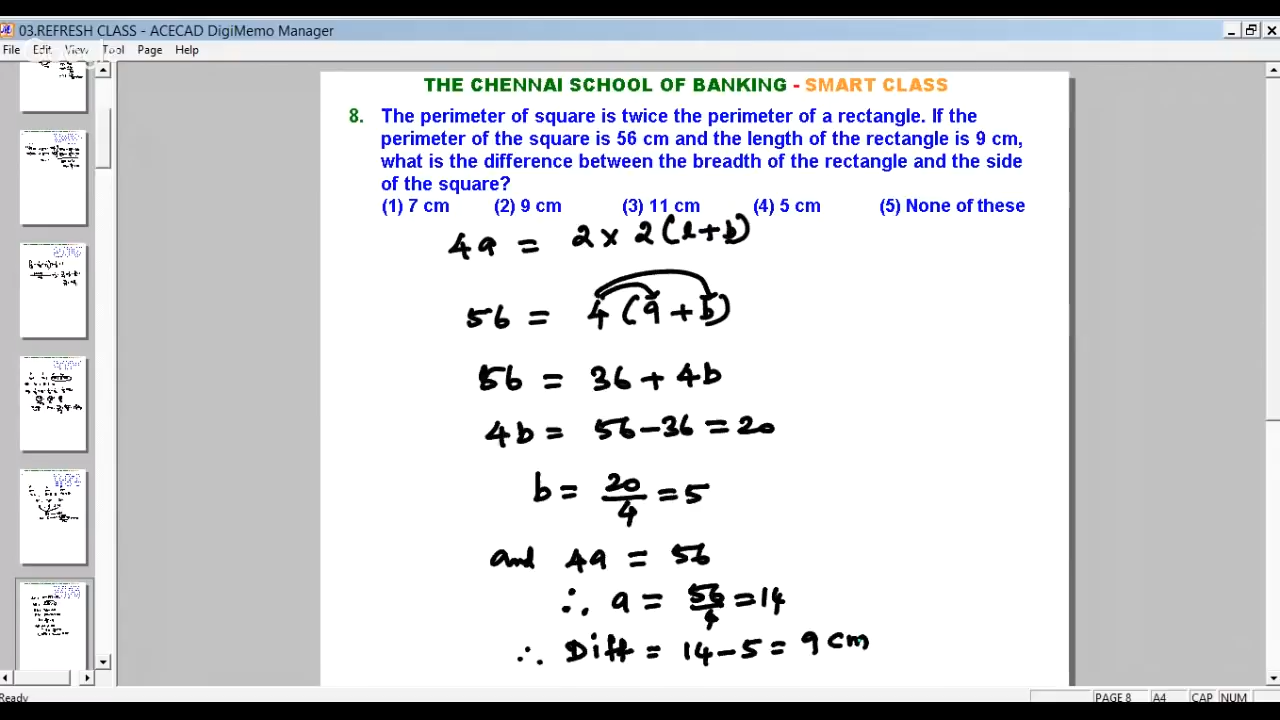 03.REFRESH CLASS - ACECAD DigiMemo Manager
File Edit View Tool Page Help
THE CHENNAI SCHOOL OF BANKING - SMART CLASS
8. The perimeter of square is twice the perimeter of a rectangle. If the
perimeter of the square is 56 cm and the length of the rectangle is 9 cm,
what is the difference between the breadth of the rectangle and the side
of the square?
(1) 7 cm (2) 9 cm (3) 11 cm (4) 5 cm (5) None of these
4a = 2 × 2(l+b)
56 = 4(9+b)
56 = 36 + 4b
4b = 56-36 = 20
b = 20/4 = 5
and 4a = 56
∴ a = 56/4 = 14
∴ Diff = 14-5 = 9cm
Ready PAGE 8 A4 CAP NUM